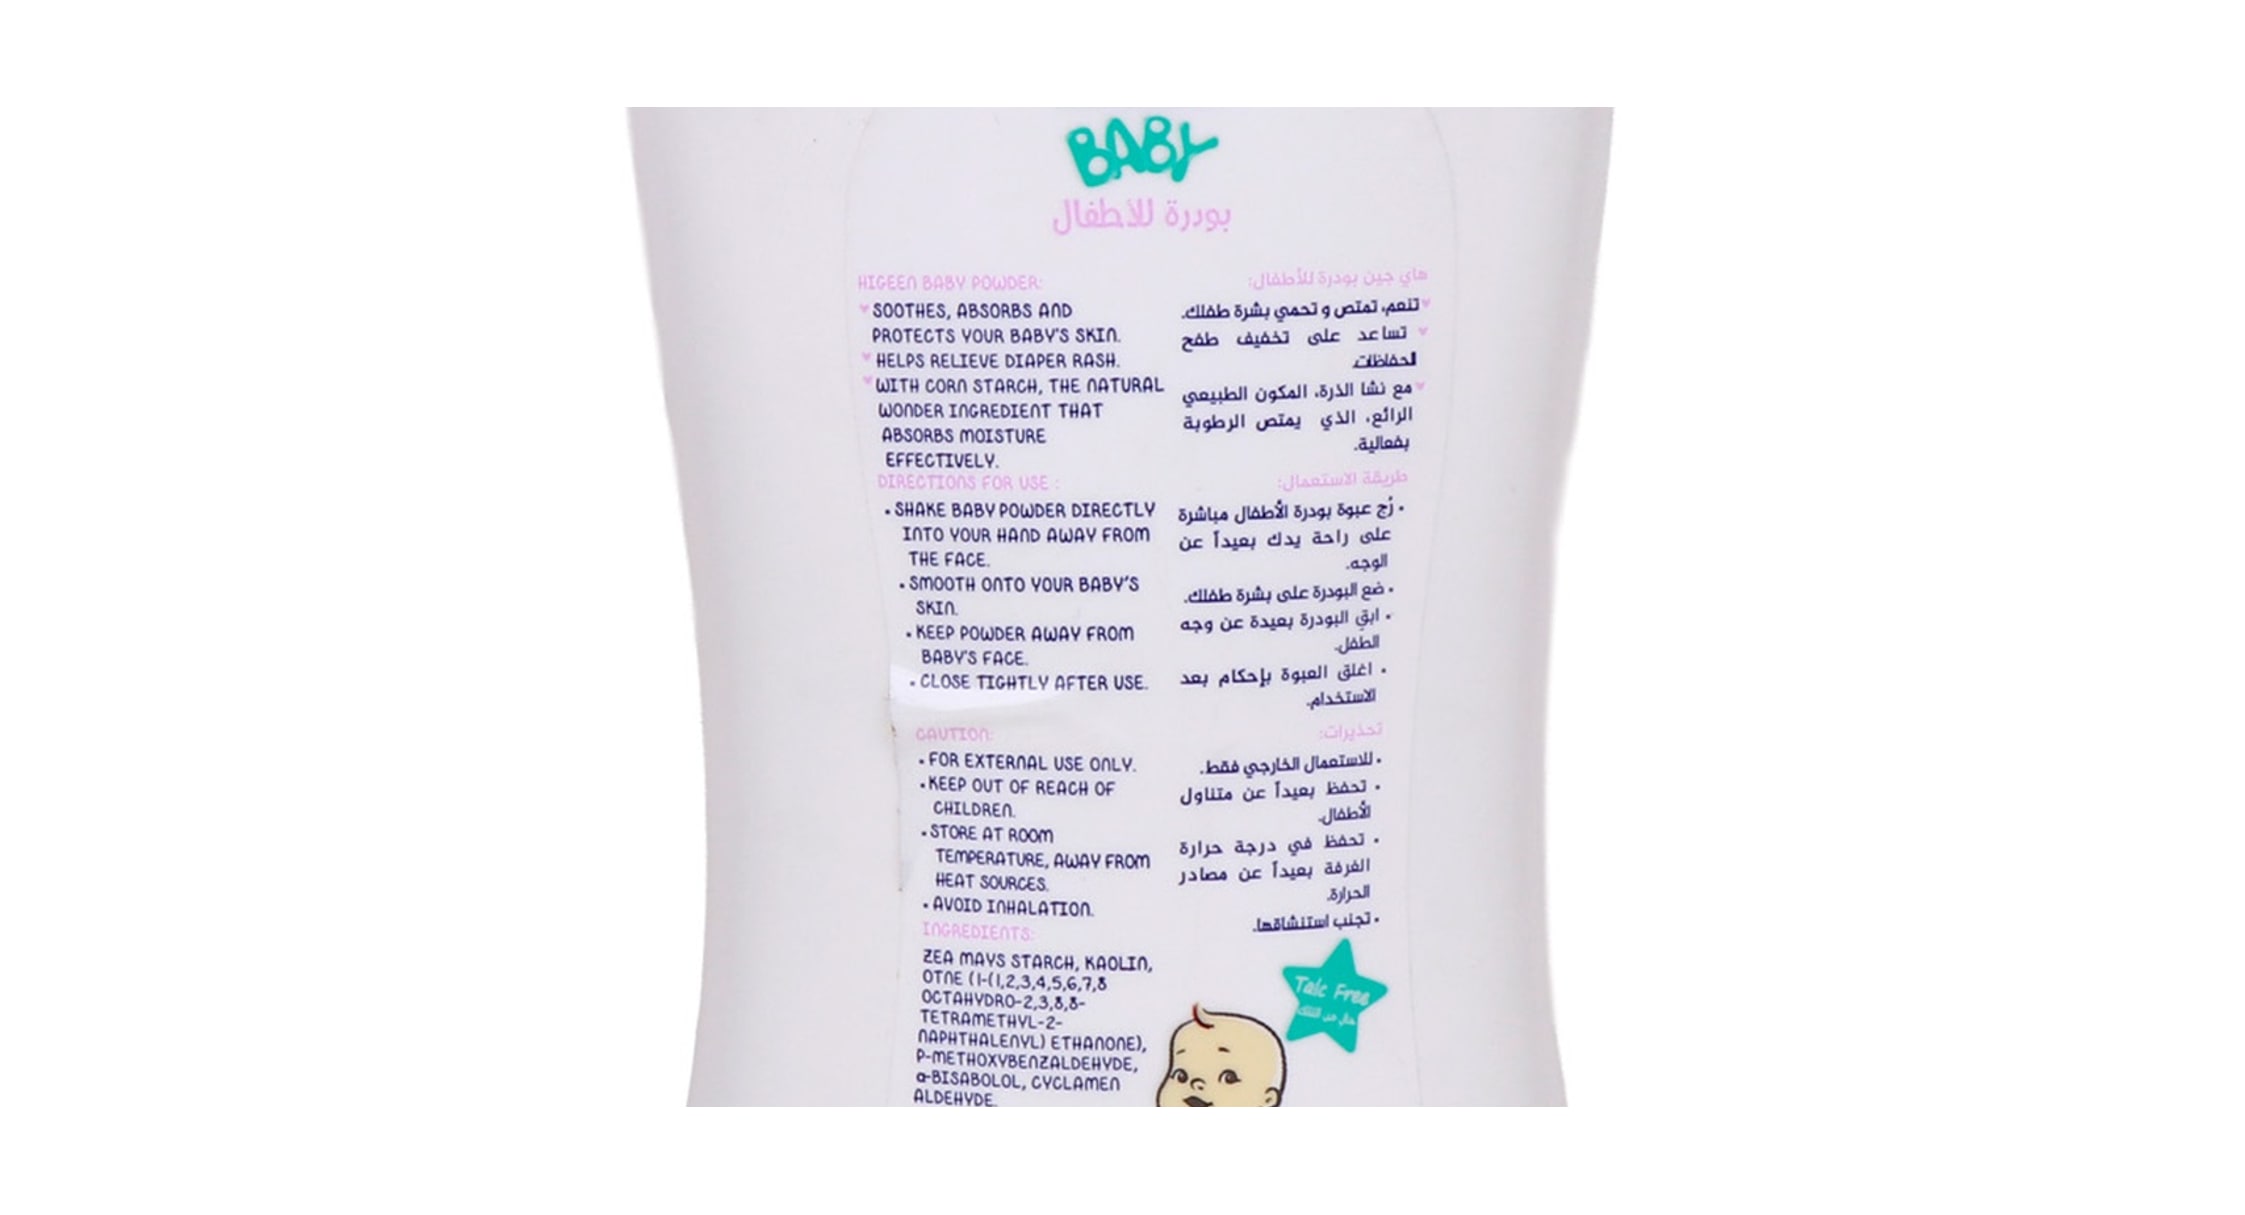 BABY
بودرة للأطفال
HIGEEN BABY POWDER:
SOOTHES, ABSORBS AND
PROTECTS YOUR BABY'S SKIN.
HELPS RELIEVE DIAPER RASH.
WITH CORN STARCH, THE NATURAL
WONDER INGREDIENT THAT
ABSORBS MOISTURE
EFFECTIVELY.
DIRECTIONS FOR USE :
• SHAKE BABY POWDER DIRECTLY
INTO YOUR HAND AWAY FROM
THE FACE.
• SMOOTH ONTO YOUR BABY'S
SKIN.
• KEEP POWDER AWAY FROM
BABY'S FACE.
• CLOSE TIGHTLY AFTER USE.
CAUTION:
• FOR EXTERNAL USE ONLY.
• KEEP OUT OF REACH OF
CHILDREN.
• STORE AT ROOM
TEMPERATURE, AWAY FROM
HEAT SOURCES.
• AVOID INHALATION.
INGREDIENTS:
ZEA MAYS STARCH, KAOLIN,
OTNE (1-(1,2,3,4,5,6,7,8
OCTAHYDRO-2,3,8,8-
TETRAMETHYL-2-
NAPHTHALENYL) ETHANONE),
P-METHOXYBENZALDEHYDE,
α-BISABOLOL, CYCLAMEN
ALDEHYDE.
هاي جين بودرة للأطفال:
تنعم، تمتص و تحمي بشرة طفلك.
تساعد على تخفيف طفح
الحفاظات.
مع نشا الذرة، المكون الطبيعي
الرائع، الذي يمتص الرطوبة
بفعالية.
طريقة الاستعمال:
• رُج عبوة بودرة الأطفال مباشرة
على راحة يدك بعيداً عن
الوجه.
• ضع البودرة على بشرة طفلك.
• ابقِ البودرة بعيدة عن وجه
الطفل.
• اغلق العبوة بإحكام بعد
الاستخدام.
تحذيرات:
• للاستعمال الخارجي فقط.
• تحفظ بعيداً عن متناول
الأطفال.
• تحفظ في درجة حرارة
الغرفة بعيداً عن مصادر
الحرارة.
• تجنب استنشاقها.
Talc Free
خال من التلك